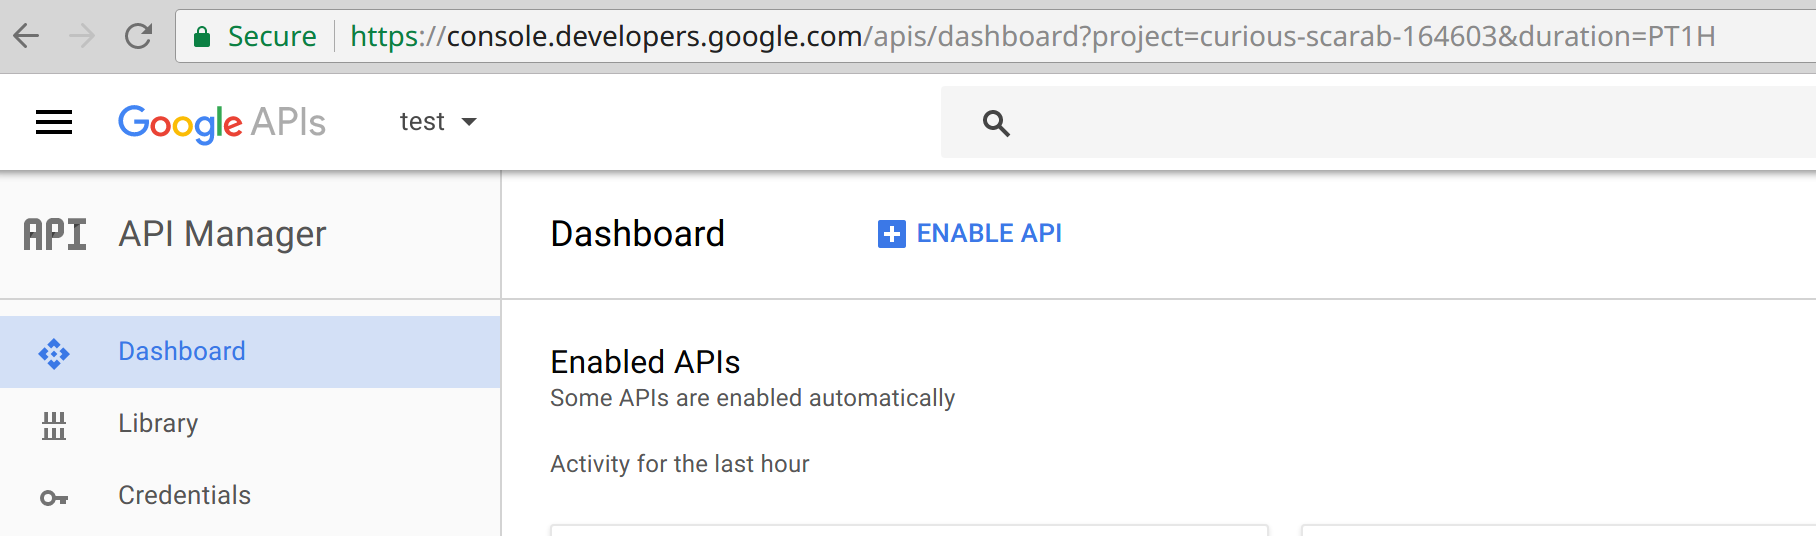 Secure https://console.developers.google.com/apis/dashboard?project=curious-scarab-164603&duration=PT1H
Google APIs test
API API Manager
Dashboard ENABLE API
Dashboard
Library
Credentials
Enabled APIs
Some APIs are enabled automatically
Activity for the last hour